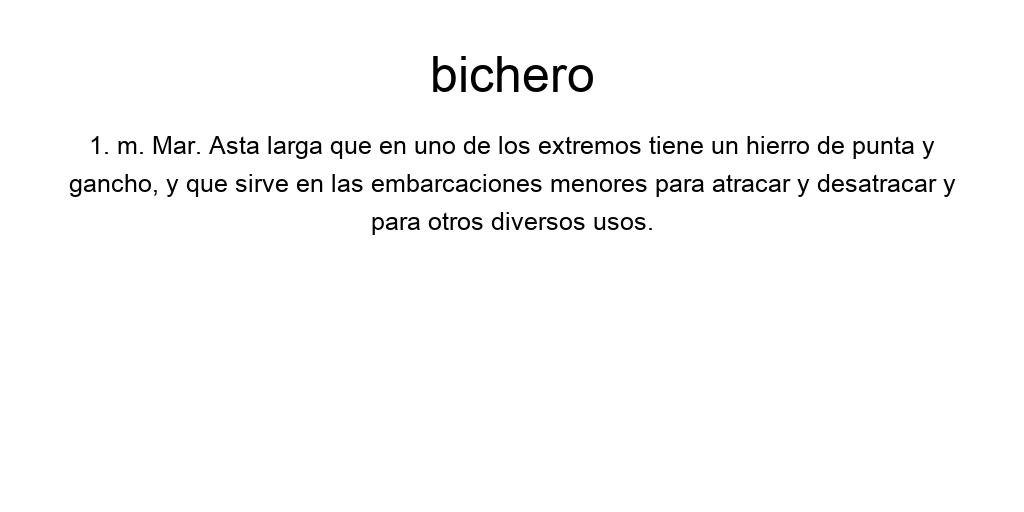 bichero
1. m. Mar. Asta larga que en uno de los extremos tiene un hierro de punta y
gancho, y que sirve en las embarcaciones menores para atracar y desatracar y
para otros diversos usos.